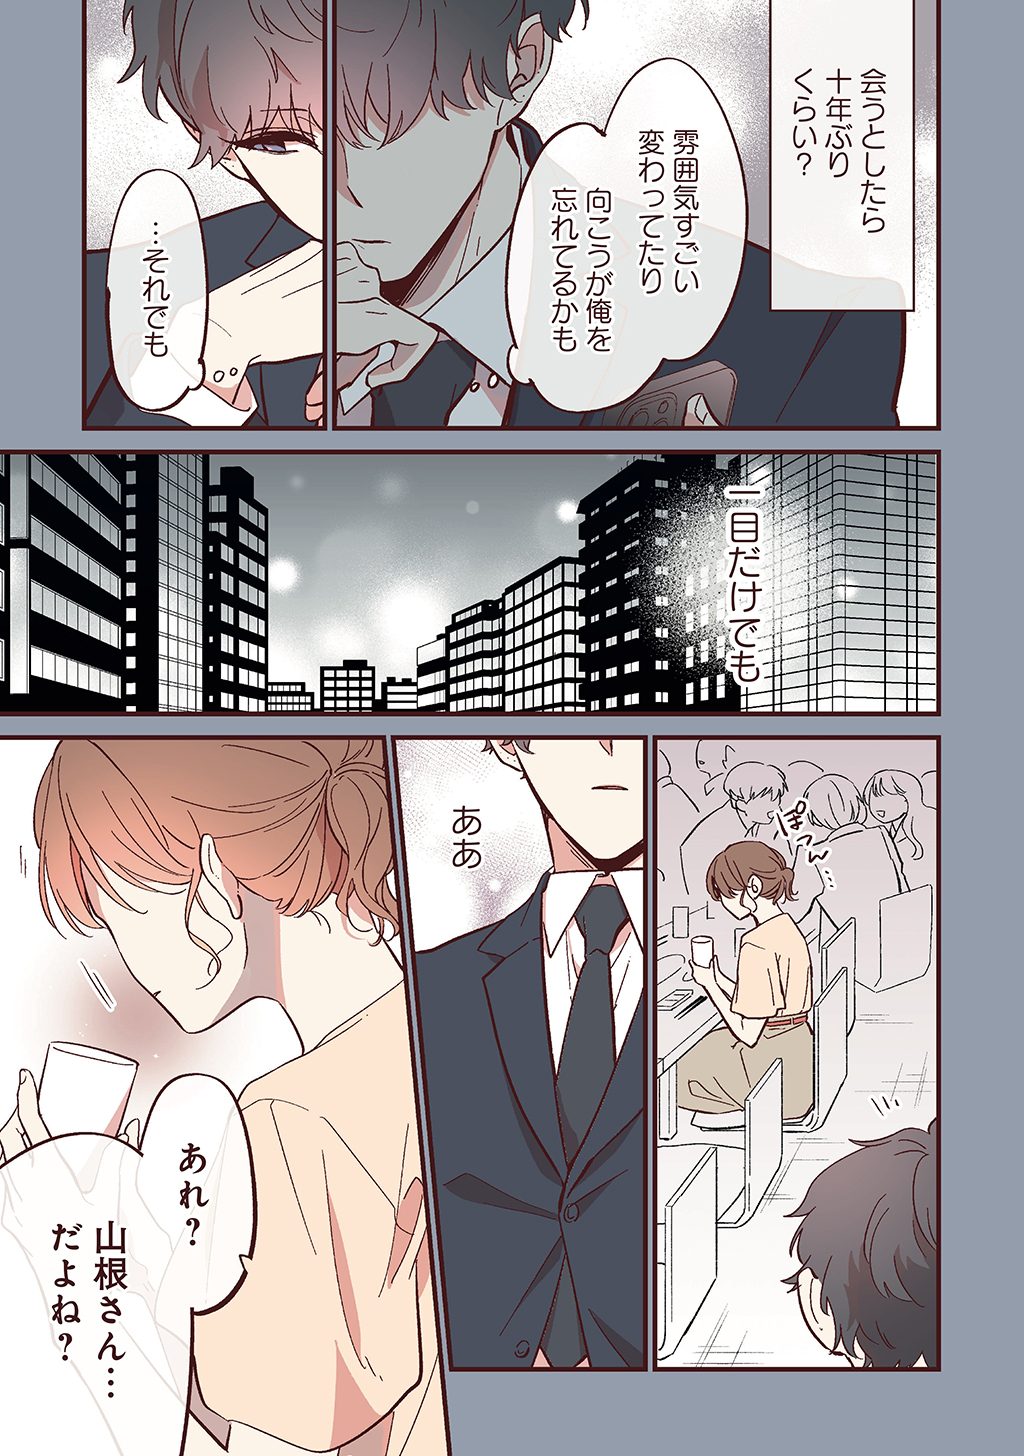 会うとしたら
十年ぶり
くらい？
雰囲気すごい
変わってたり
向こうが俺を
忘れてるかも
…それでも
一目だけでも
ぽつん…
ああ
あれ？
山根さん…
だよね？